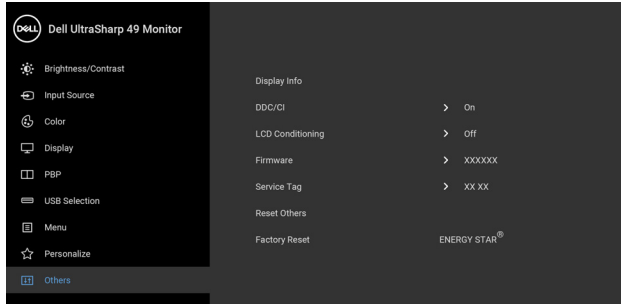 DELL Dell UltraSharp 49 Monitor
Brightness/Contrast
Input Source
Color
Display
PBP
USB Selection
Menu
Personalize
Others
Display Info
DDC/CI > On
LCD Conditioning > Off
Firmware > XXXXXX
Service Tag > XX XX
Reset Others
Factory Reset ENERGY STAR®